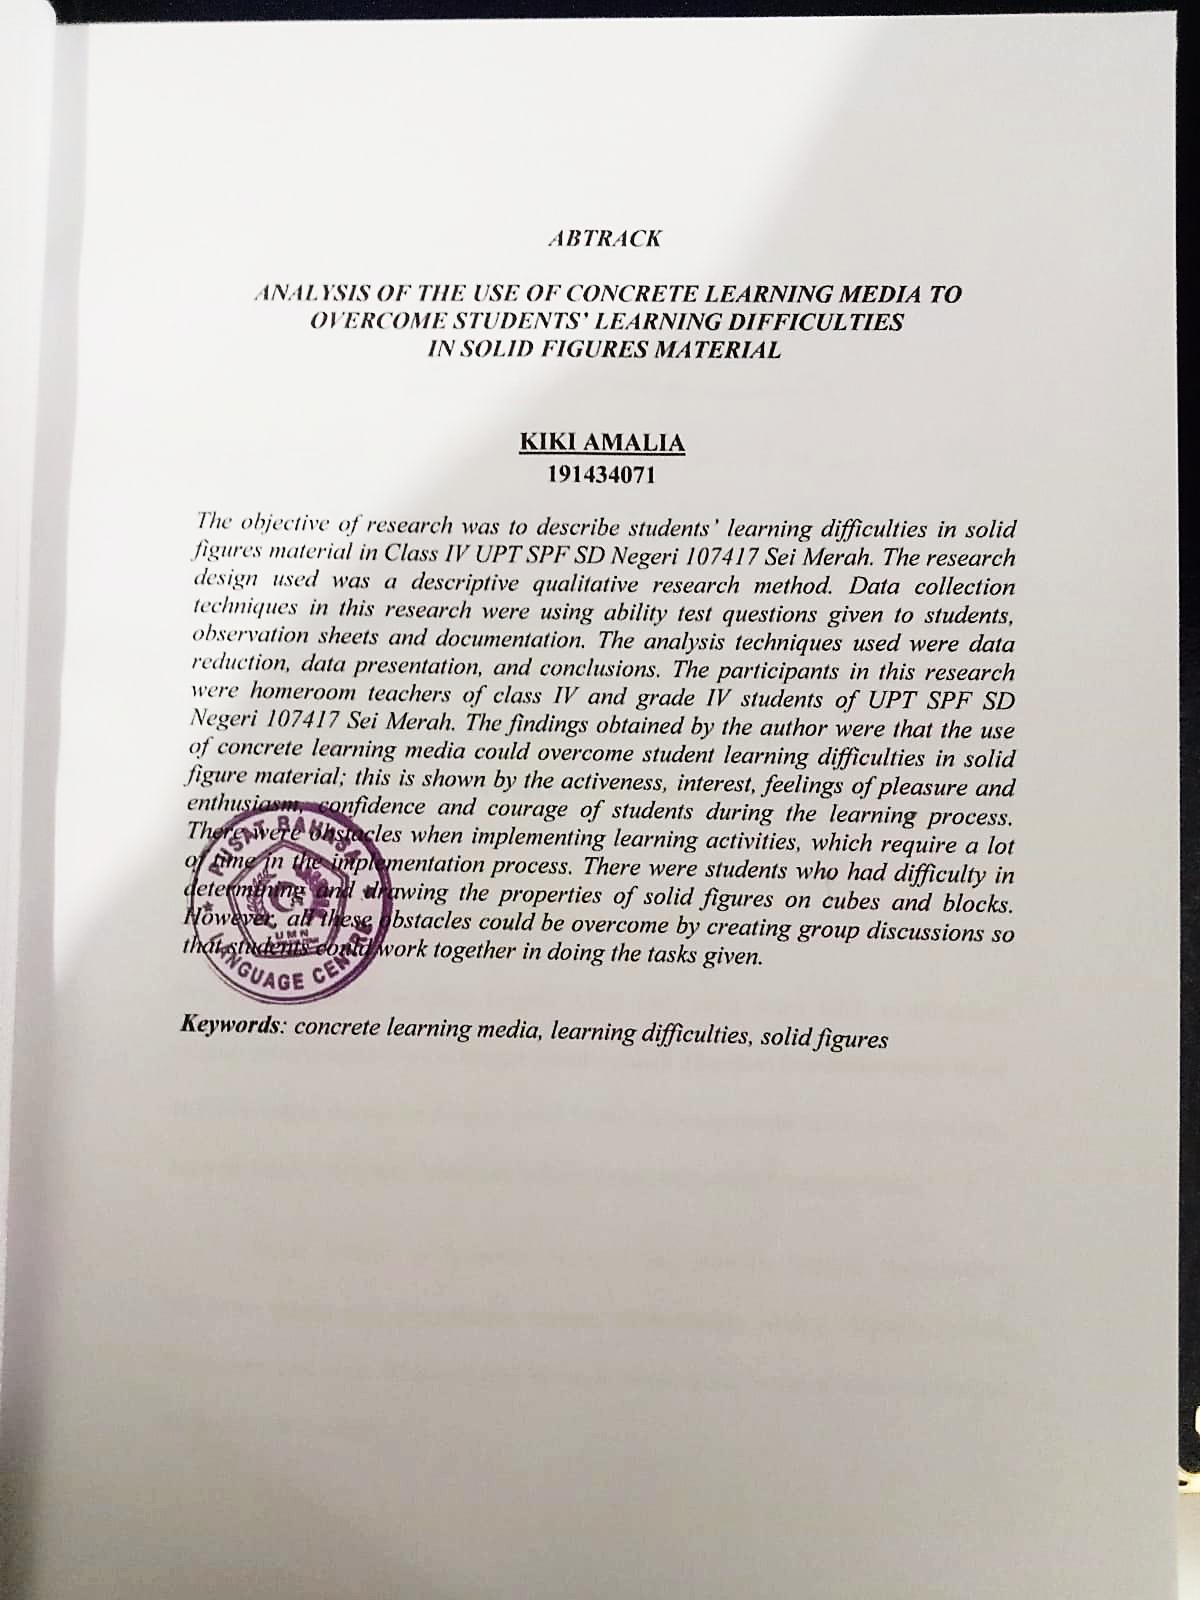 ABTRACK
ANALYSIS OF THE USE OF CONCRETE LEARNING MEDIA TO
OVERCOME STUDENTS' LEARNING DIFFICULTIES
IN SOLID FIGURES MATERIAL
KIKI AMALIA
191434071
The objective of research was to describe students' learning difficulties in solid
figures material in Class IV UPT SPF SD Negeri 107417 Sei Merah. The research
design used was a descriptive qualitative research method. Data collection
techniques in this research were using ability test questions given to students,
observation sheets and documentation. The analysis techniques used were data
reduction, data presentation, and conclusions. The participants in this research
were homeroom teachers of class IV and grade IV students of UPT SPF SD
Negeri 107417 Sei Merah. The findings obtained by the author were that the use
of concrete learning media could overcome student learning difficulties in solid
figure material; this is shown by the activeness, interest, feelings of pleasure and
enthusiasm, confidence and courage of students during the learning process.
There were obstacles when implementing learning activities, which require a lot
of time in the implementation process. There were students who had difficulty in
determining and drawing the properties of solid figures on cubes and blocks.
However, all these obstacles could be overcome by creating group discussions so
that students could work together in doing the tasks given.
PUSAT BAHASA
UMN
LANGUAGE CENTRE
Keywords: concrete learning media, learning difficulties, solid figures